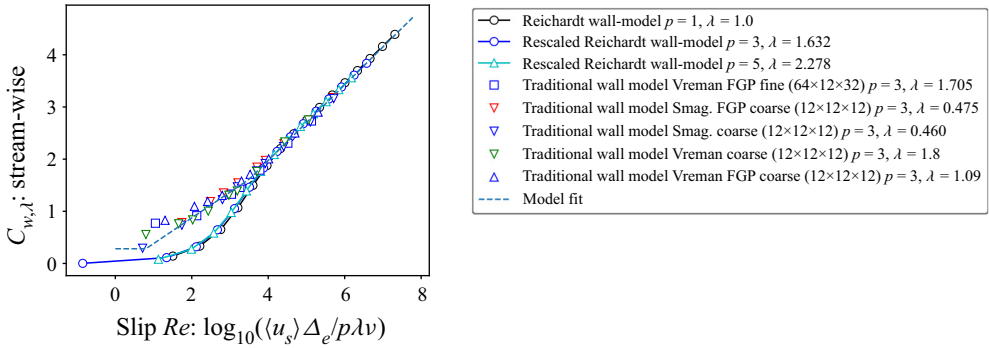 4
3
2
1
0
C_{w,λ}: stream-wise
0
2
4
6
8
Slip Re: log_{10}(⟨u_s⟩Δ_e/pλν)
Reichardt wall-model p = 1, λ = 1.0
Rescaled Reichardt wall-model p = 3, λ = 1.632
Rescaled Reichardt wall-model p = 5, λ = 2.278
Traditional wall model Vreman FGP fine (64×12×32) p = 3, λ = 1.705
Traditional wall model Smag. FGP coarse (12×12×12) p = 3, λ = 0.475
Traditional wall model Smag. coarse (12×12×12) p = 3, λ = 0.460
Traditional wall model Vreman coarse (12×12×12) p = 3, λ = 1.8
Traditional wall model Vreman FGP coarse (12×12×12) p = 3, λ = 1.09
Model fit